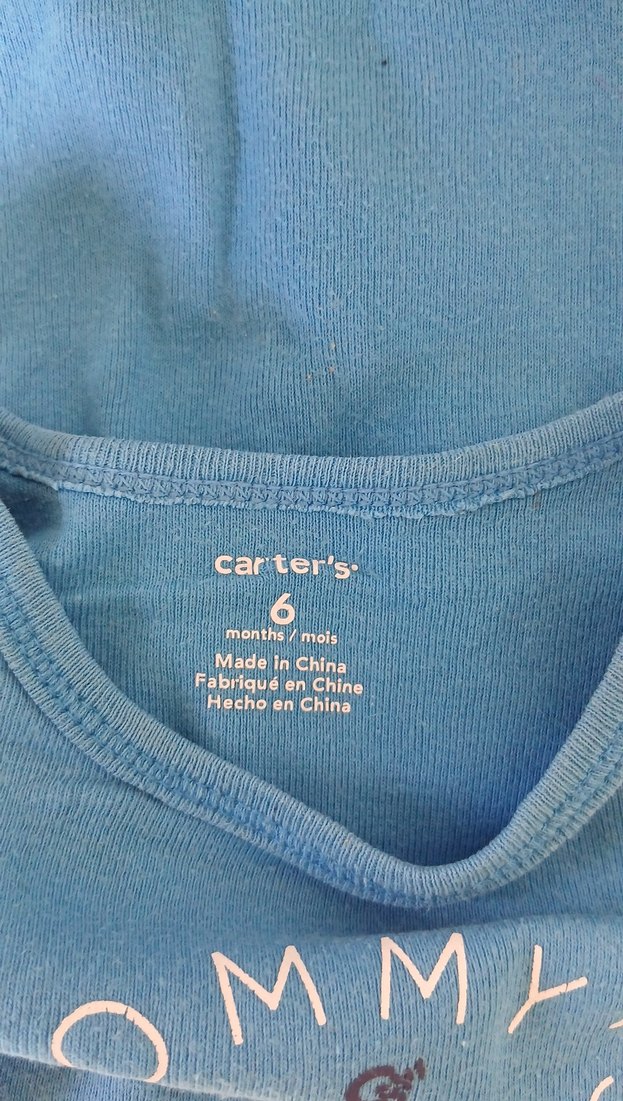 carter's
6
months / mois
Made in China
Fabriqué en Chine
Hecho en China
OMMY